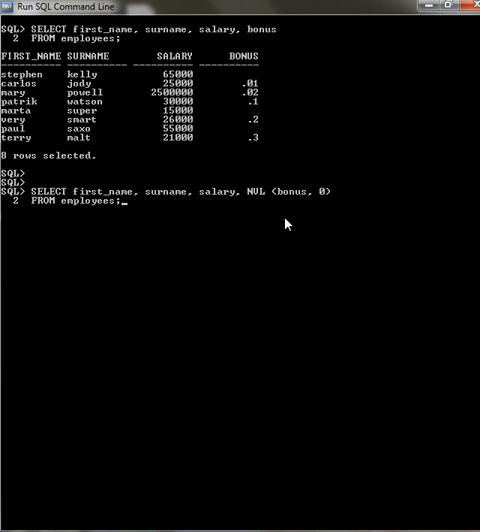 Run SQL Command Line
SQL> SELECT first_name, surname, salary, bonus
2 FROM employees;
FIRST_NAME SURNAME SALARY BONUS
---------- ---------- ---------- ----------
stephen kelly 65000
carlos jody 25000 .01
mary powell 2500000 .02
patrik watson 30000 .1
marta super 15000
very smart 26000 .2
paul saxo 55000
terry malt 21000 .3
8 rows selected.
SQL>
SQL>
SQL> SELECT first_name, surname, salary, NVL (bonus, 0)
2 FROM employees;_